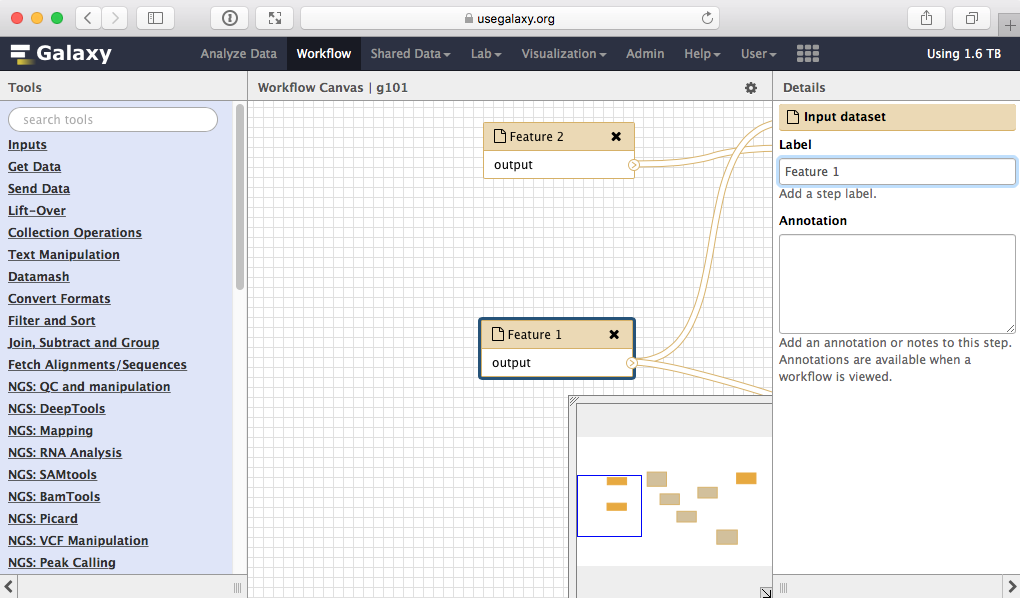 usegalaxy.org
Galaxy
Analyze Data Workflow Shared Data Lab Visualization Admin Help User Using 1.6 TB
Tools
search tools
Inputs
Get Data
Send Data
Lift-Over
Collection Operations
Text Manipulation
Datamash
Convert Formats
Filter and Sort
Join, Subtract and Group
Fetch Alignments/Sequences
NGS: QC and manipulation
NGS: DeepTools
NGS: Mapping
NGS: RNA Analysis
NGS: SAMtools
NGS: BamTools
NGS: Picard
NGS: VCF Manipulation
NGS: Peak Calling
Workflow Canvas | g101
Feature 2
output
Feature 1
output
Details
Input dataset
Label
Feature 1
Add a step label.
Annotation
Add an annotation or notes to this step.
Annotations are available when a
workflow is viewed.